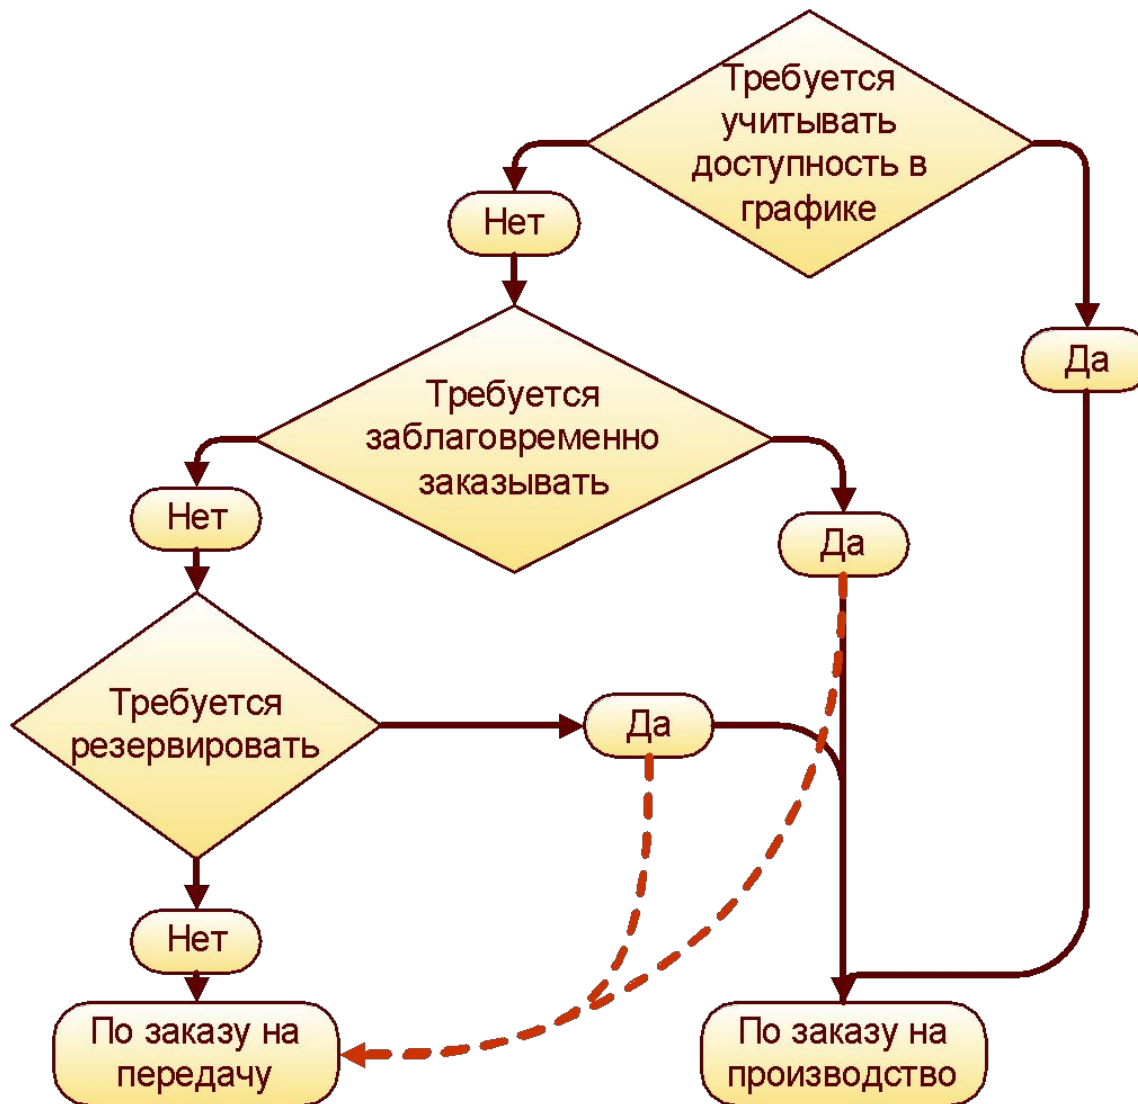 Требуется
учитывать
доступность в
графике
Нет
Да
Требуется
заблаговременно
заказывать
Нет
Да
Требуется
резервировать
Да
Нет
По заказу на
передачу
По заказу на
производство